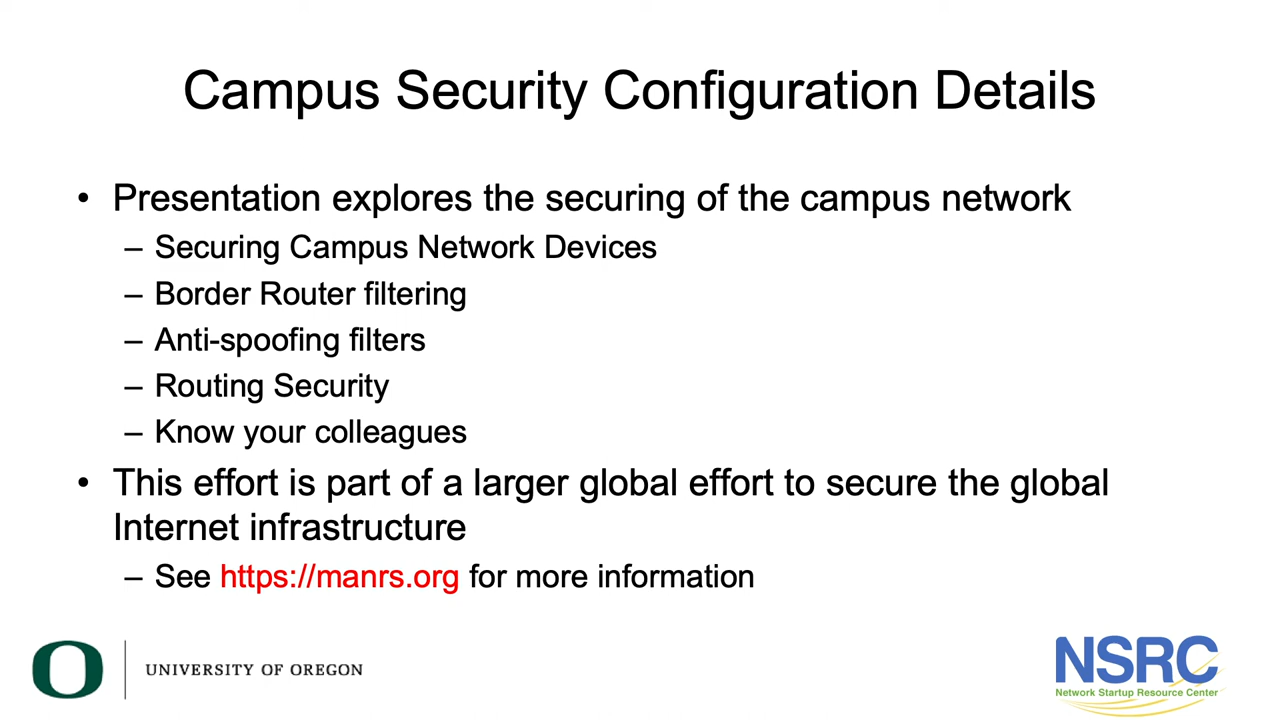 Campus Security Configuration Details
• Presentation explores the securing of the campus network
– Securing Campus Network Devices
– Border Router filtering
– Anti-spoofing filters
– Routing Security
– Know your colleagues
• This effort is part of a larger global effort to secure the global
Internet infrastructure
– See https://manrs.org for more information
O UNIVERSITY OF OREGON
NSRC
Network Startup Resource Center